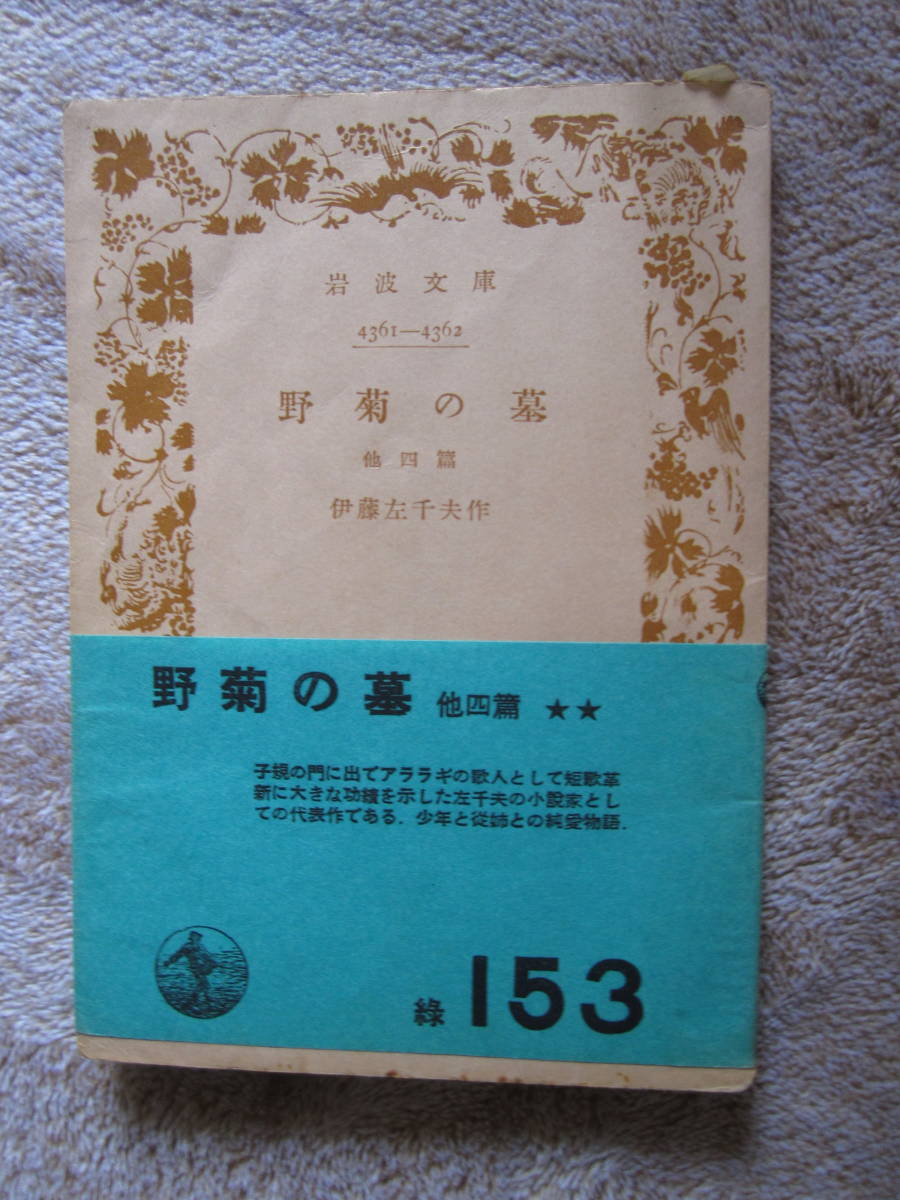 岩波文庫
4361—4362
野菊の墓
他四篇
伊藤左千夫作
野菊の墓 他四篇 ★★
子規の門に出でアララギの歌人として短歌革
新に大きな功績を示した左千夫の小説家とし
ての代表作である．少年と從姉との純愛物語．
綠 153